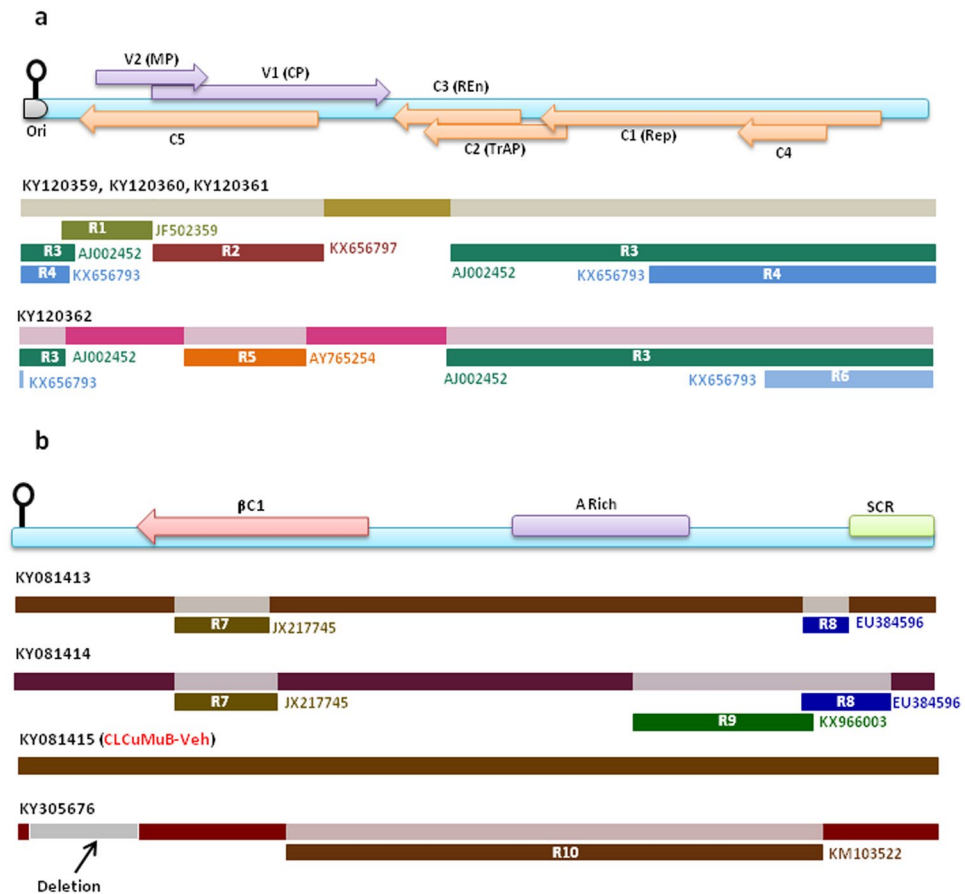 a
V2 (MP)
V1 (CP)
C3 (REn)
Ori
C5
C2 (TrAP)
C1 (Rep)
C4
KY120359, KY120360, KY120361
R1 JF502359
R3 AJ002452 R2 KX656797 R3
R4 KX656793 AJ002452 KX656793 R4
KY120362
R3 AJ002452 R5 AY765254 R3
KX656793 AJ002452 KX656793 R6
b
βC1 A Rich SCR
KY081413
R7 JX217745 R8 EU384596
KY081414
R7 JX217745 R8 EU384596
R9 KX966003
KY081415 (CLCuMuB-Veh)
KY305676
R10 KM103522
Deletion